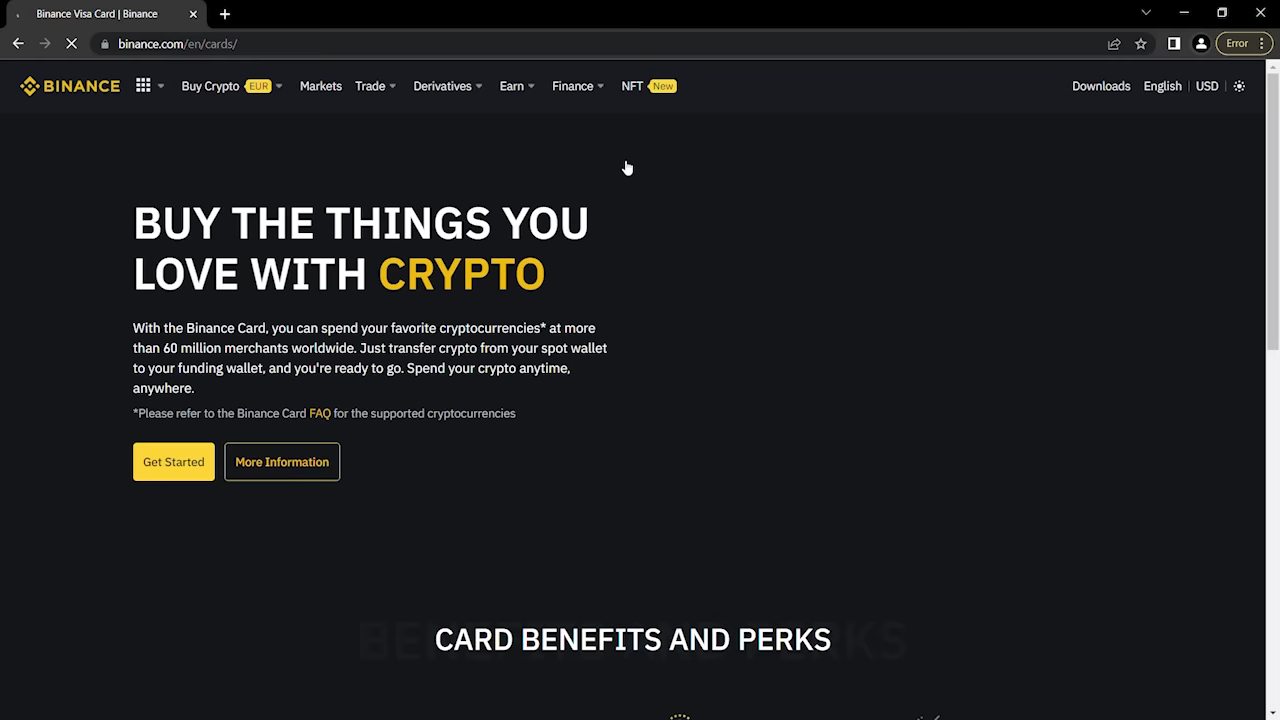 Binance Visa Card | Binance
binance.com/en/cards/
Error
BINANCE
Buy Crypto EUR
Markets
Trade
Derivatives
Earn
Finance
NFT New
Downloads
English
USD
BUY THE THINGS YOU
LOVE WITH CRYPTO
With the Binance Card, you can spend your favorite cryptocurrencies* at more
than 60 million merchants worldwide. Just transfer crypto from your spot wallet
to your funding wallet, and you're ready to go. Spend your crypto anytime,
anywhere.
*Please refer to the Binance Card FAQ for the supported cryptocurrencies
Get Started
More Information
BENEFITS AND PERKS
CARD BENEFITS AND PERKS